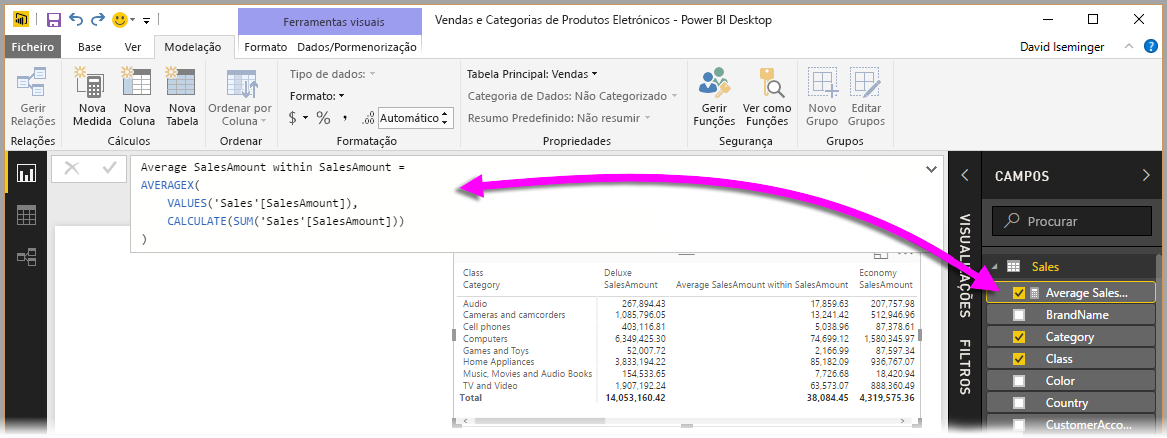 Ferramentas visuais
Vendas e Categorias de Produtos Eletrónicos - Power BI Desktop
Ficheiro Base Ver Modelação Formato Dados/Pormenorização David Iseminger
Gerir Relações
Relações
Nova Medida
Nova Coluna
Nova Tabela
Cálculos
Ordenar por Coluna
Ordenar
Tipo de dados:
Formato:
$ % , .00 Automático
Formatação
Tabela Principal: Vendas
Categoria de Dados: Não Categorizado
Resumo Predefinido: Não resumir
Propriedades
Gerir Funções
Ver como Funções
Segurança
Novo Grupo
Editar Grupos
Grupos
Average SalesAmount within SalesAmount =
AVERAGEX(
VALUES('Sales'[SalesAmount]),
CALCULATE(SUM('Sales'[SalesAmount]))
)
Class Deluxe Economy
Category SalesAmount Average SalesAmount within SalesAmount SalesAmount
Audio 267,894.43 17,859.63 207,757.98
Cameras and camcorders 1,085,796.05 13,241.42 512,946.96
Cell phones 403,116.81 5,038.96 87,378.61
Computers 6,349,425.30 74,699.12 1,580,345.97
Games and Toys 52,007.72 2,166.99 87,597.34
Home Appliances 3,833,194.22 85,182.09 936,767.07
Music, Movies and Audio Books 154,533.65 7,726.68 18,420.94
TV and Video 1,907,192.24 63,573.07 888,360.49
Total 14,053,160.42 38,084.45 4,319,575.36
VISUALIZAÇÕES
FILTROS
CAMPOS
Procurar
Sales
Average Sales...
BrandName
Category
Class
Color
Country
CustomerAcco...